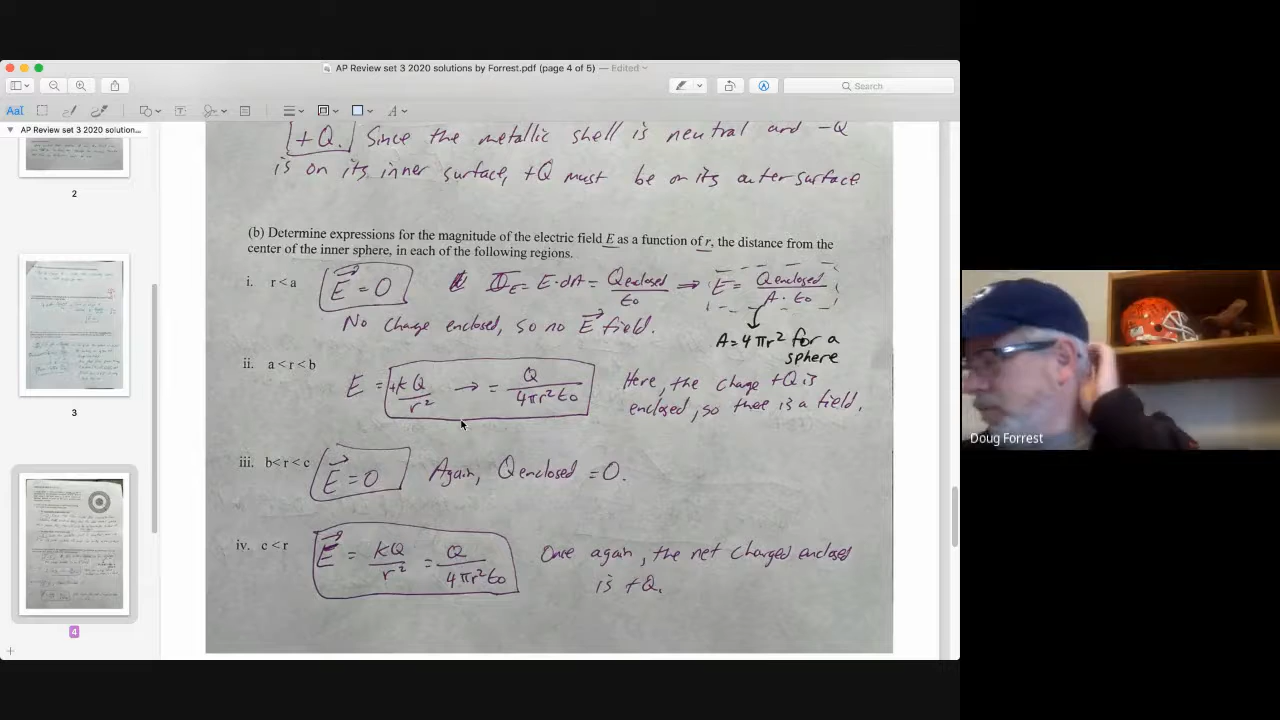 AP Review set 3 2020 solutions by Forrest.pdf (page 4 of 5) — Edited
Search
AP Review set 3 2020 solution...
2
3
4
+Q. Since the metallic shell is neutral and -Q
is on its inner surface, +Q must be on its outer surface
(b) Determine expressions for the magnitude of the electric field E as a function of r, the distance from the
center of the inner sphere, in each of the following regions.
i. r < a E⃗ = 0 Φ_E = E·dA = Qenclosed/ε0 → E = Qenclosed/A·ε0
No charge enclosed, so no E⃗ field.
A = 4πr² for a
sphere
ii. a < r < b E = +kQ/r² → = Q/4πr²ε0 Here, the charge +Q is
enclosed, so there is a field.
iii. b < r < c E⃗ = 0 Again, Qenclosed = 0.
iv. c < r E⃗ = kQ/r² = Q/4πr²ε0 Once again, the net charged enclosed
is +Q.
Doug Forrest